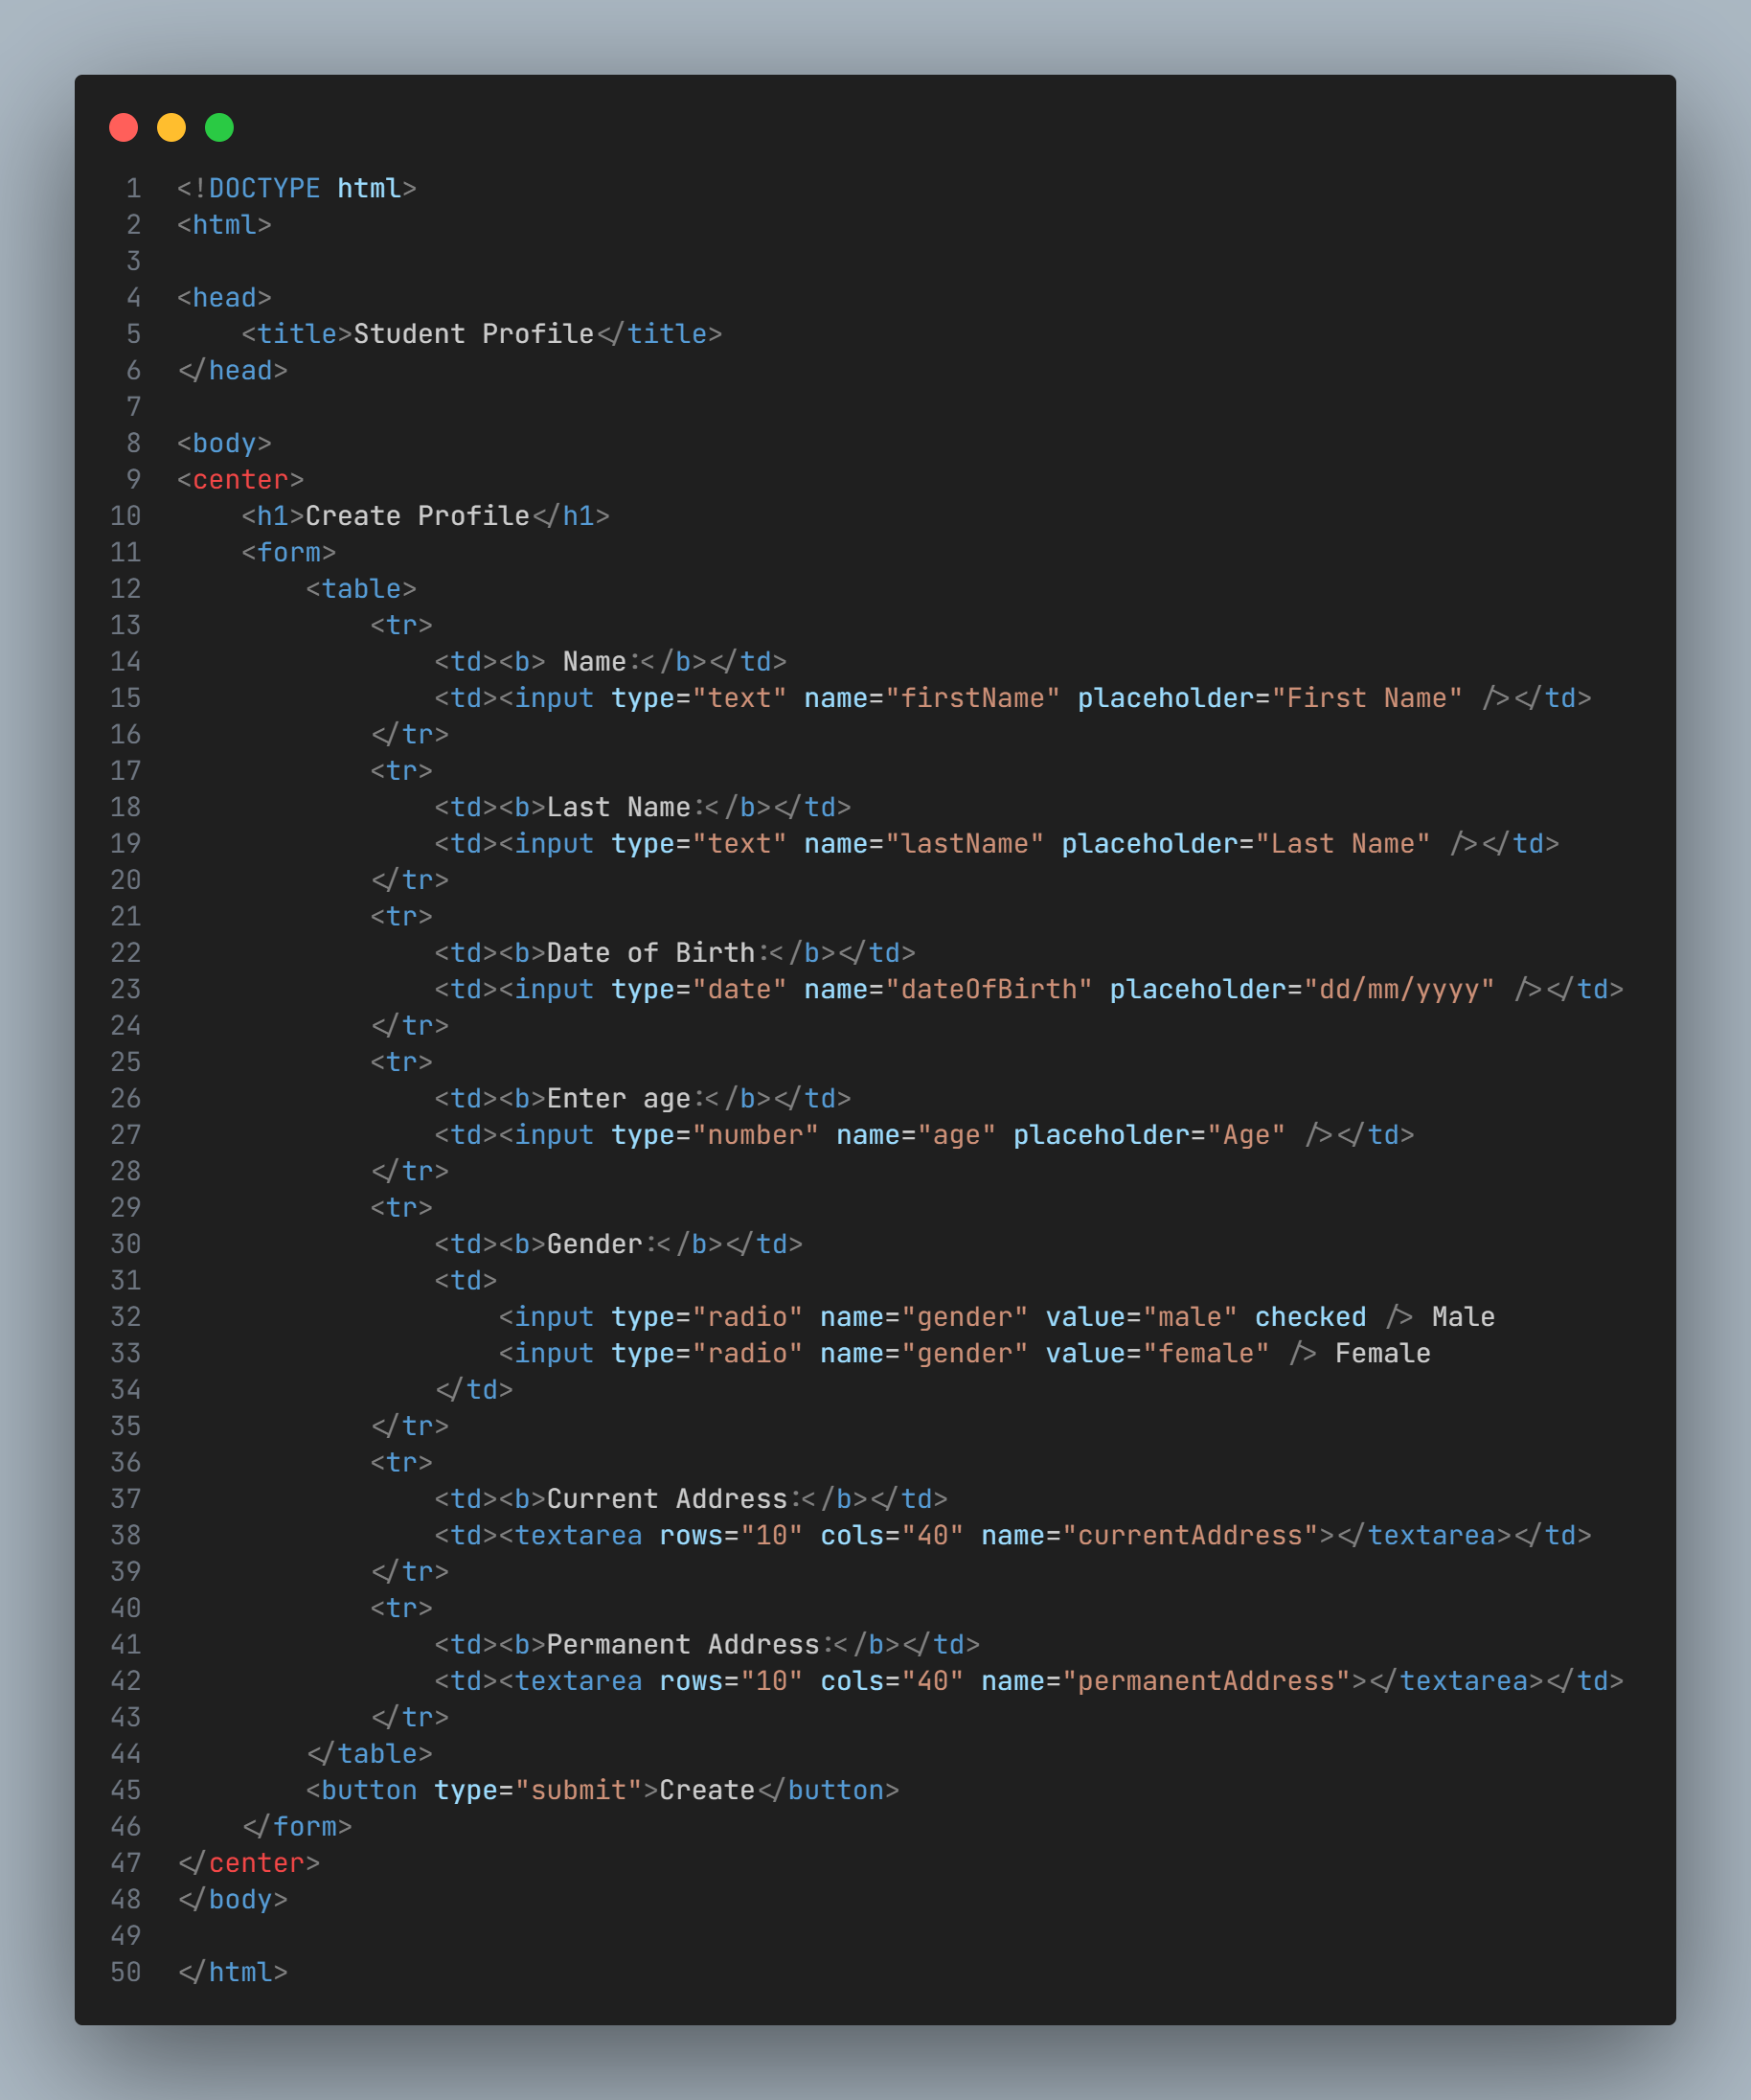 1 <!DOCTYPE html>
2 <html>
3
4 <head>
5     <title>Student Profile</title>
6 </head>
7
8 <body>
9 <center>
10     <h1>Create Profile</h1>
11     <form>
12         <table>
13             <tr>
14                 <td><b> Name:</b></td>
15                 <td><input type="text" name="firstName" placeholder="First Name" /></td>
16             </tr>
17             <tr>
18                 <td><b>Last Name:</b></td>
19                 <td><input type="text" name="lastName" placeholder="Last Name" /></td>
20             </tr>
21             <tr>
22                 <td><b>Date of Birth:</b></td>
23                 <td><input type="date" name="dateOfBirth" placeholder="dd/mm/yyyy" /></td>
24             </tr>
25             <tr>
26                 <td><b>Enter age:</b></td>
27                 <td><input type="number" name="age" placeholder="Age" /></td>
28             </tr>
29             <tr>
30                 <td><b>Gender:</b></td>
31                 <td>
32                     <input type="radio" name="gender" value="male" checked /> Male
33                     <input type="radio" name="gender" value="female" /> Female
34                 </td>
35             </tr>
36             <tr>
37                 <td><b>Current Address:</b></td>
38                 <td><textarea rows="10" cols="40" name="currentAddress"></textarea></td>
39             </tr>
40             <tr>
41                 <td><b>Permanent Address:</b></td>
42                 <td><textarea rows="10" cols="40" name="permanentAddress"></textarea></td>
43             </tr>
44         </table>
45         <button type="submit">Create</button>
46     </form>
47 </center>
48 </body>
49
50 </html>